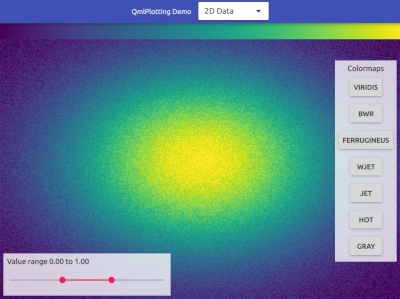 QmlPlotting Demo
2D Data
Colormaps
VIRIDIS
BWR
FERRUGINEUS
WJET
JET
HOT
GRAY
Value range 0.00 to 1.00